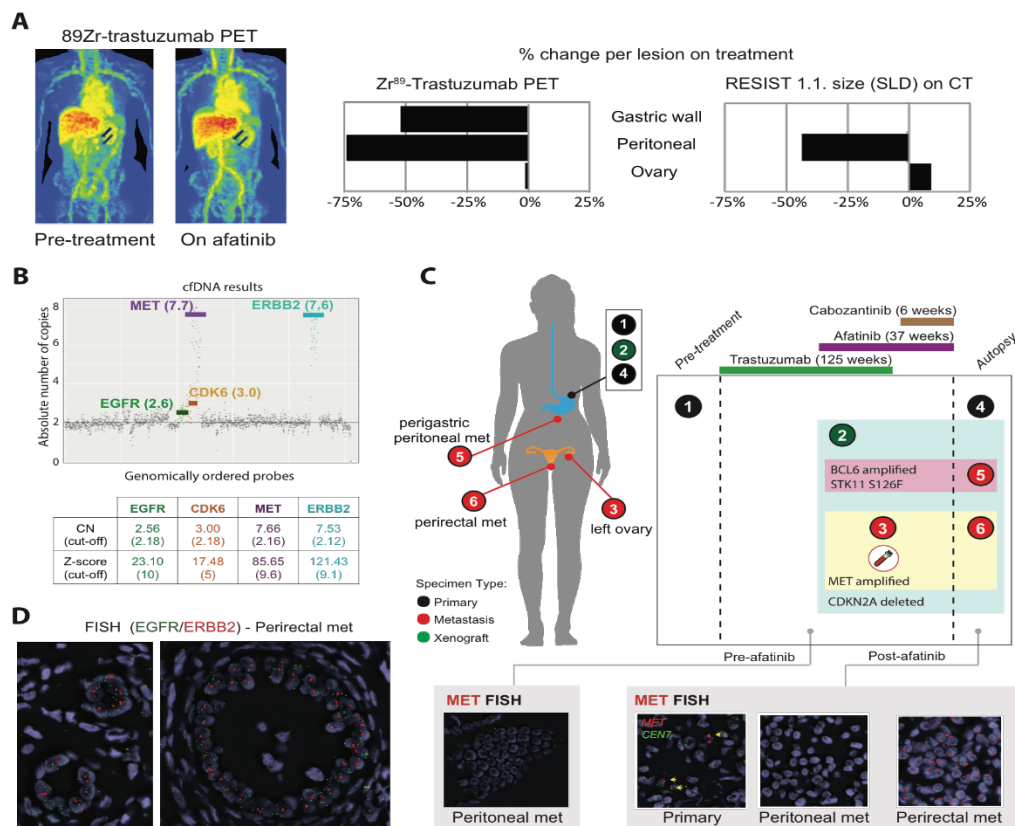 A
89Zr-trastuzumab PET
Pre-treatment
On afatinib
% change per lesion on treatment
Zr89-Trastuzumab PET
RESIST 1.1. size (SLD) on CT
Gastric wall
Peritoneal
Ovary
-75% -50% -25% 0% 25%
-75% -50% -25% 0% 25%
B
cfDNA results
MET (7.7)
ERBB2 (7,6)
CDK6 (3.0)
EGFR (2.6)
Absolute number of copies
8
6
4
3
2
0
Genomically ordered probes
EGFR CDK6 MET ERBB2
CN 2.56 3.00 7.66 7.53
(cut-off) (2.18) (2.18) (2.16) (2.12)
Z-score 23.10 17.48 85.65 121.43
(cut-off) (10) (5) (9.6) (9.1)
C
1
2
4
perigastric
peritoneal met
5
6
perirectal met
3
left ovary
Specimen Type:
Primary
Metastasis
Xenograft
Pre-treatment
Cabozantinib (6 weeks)
Afatinib (37 weeks)
Trastuzumab (125 weeks)
Autopsy
1
4
2
BCL6 amplified
STK11 S126F
5
3
6
MET amplified
CDKN2A deleted
Pre-afatinib
Post-afatinib
MET FISH
Peritoneal met
MET FISH
MET
CEN7
Primary
Peritoneal met
Perirectal met
D
FISH (EGFR/ERBB2) - Perirectal met